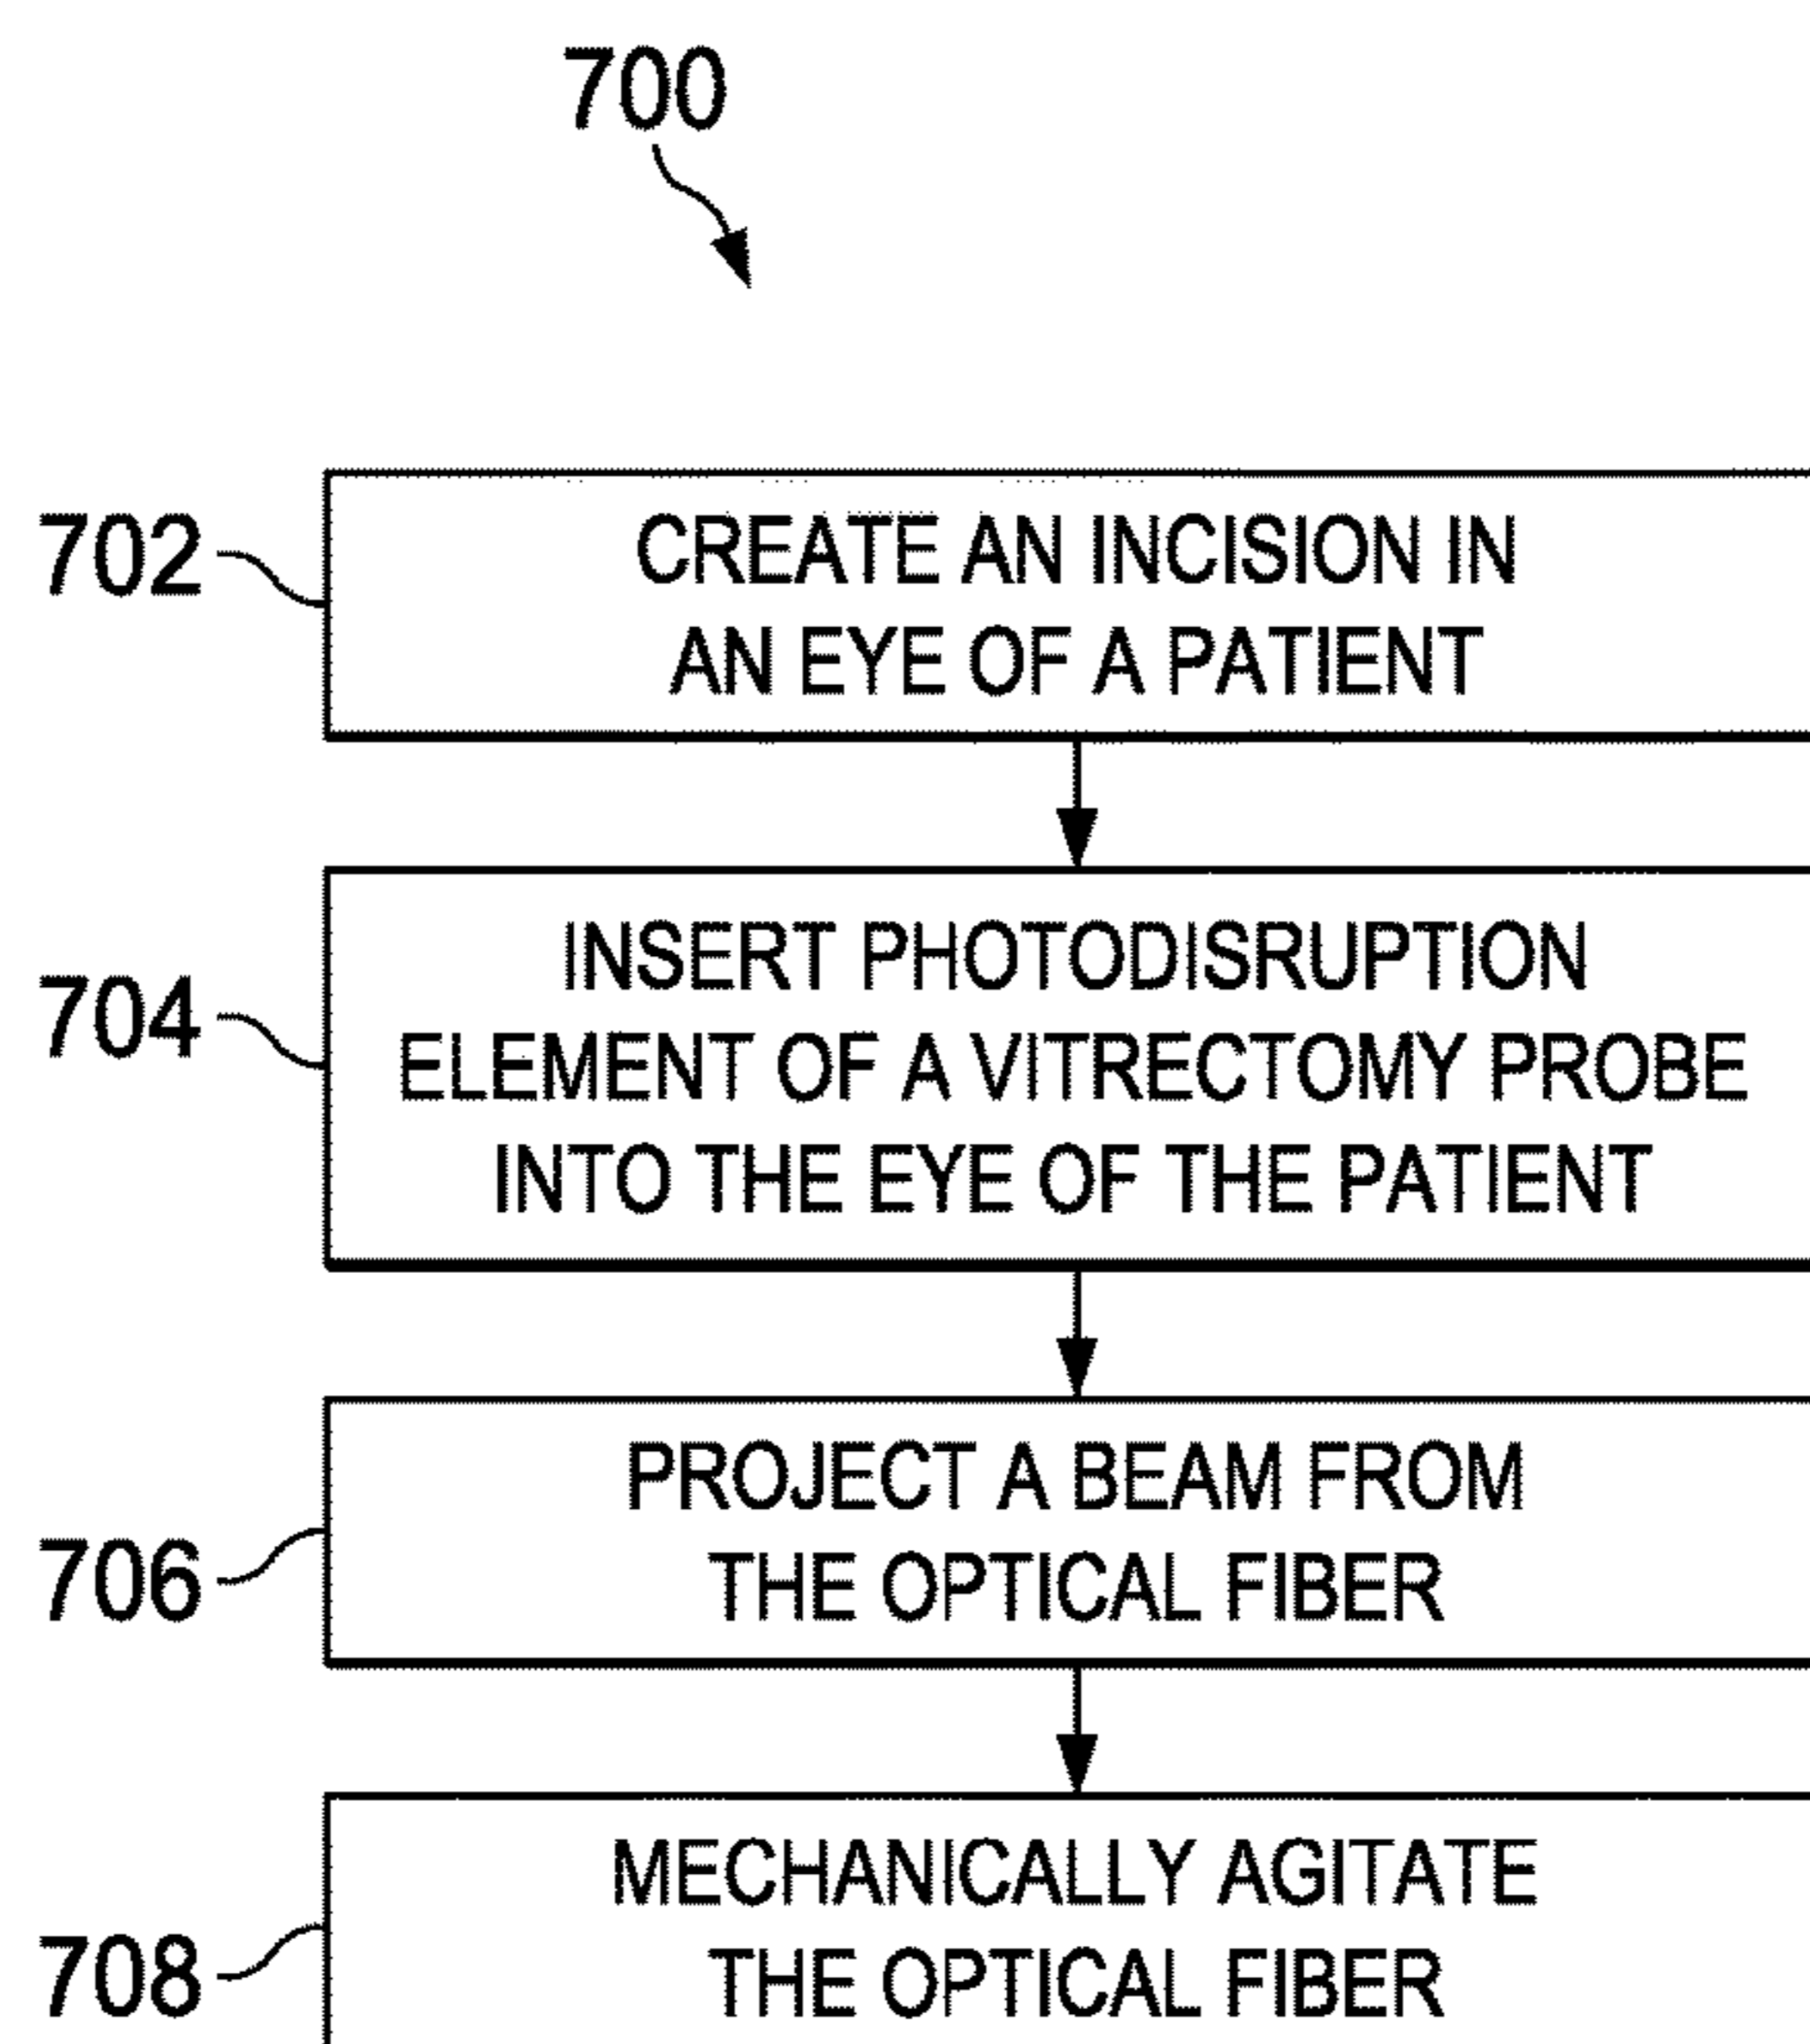 700
702
CREATE AN INCISION IN
AN EYE OF A PATIENT
704
INSERT PHOTODISRUPTION
ELEMENT OF A VITRECTOMY PROBE
INTO THE EYE OF THE PATIENT
706
PROJECT A BEAM FROM
THE OPTICAL FIBER
708
MECHANICALLY AGITATE
THE OPTICAL FIBER